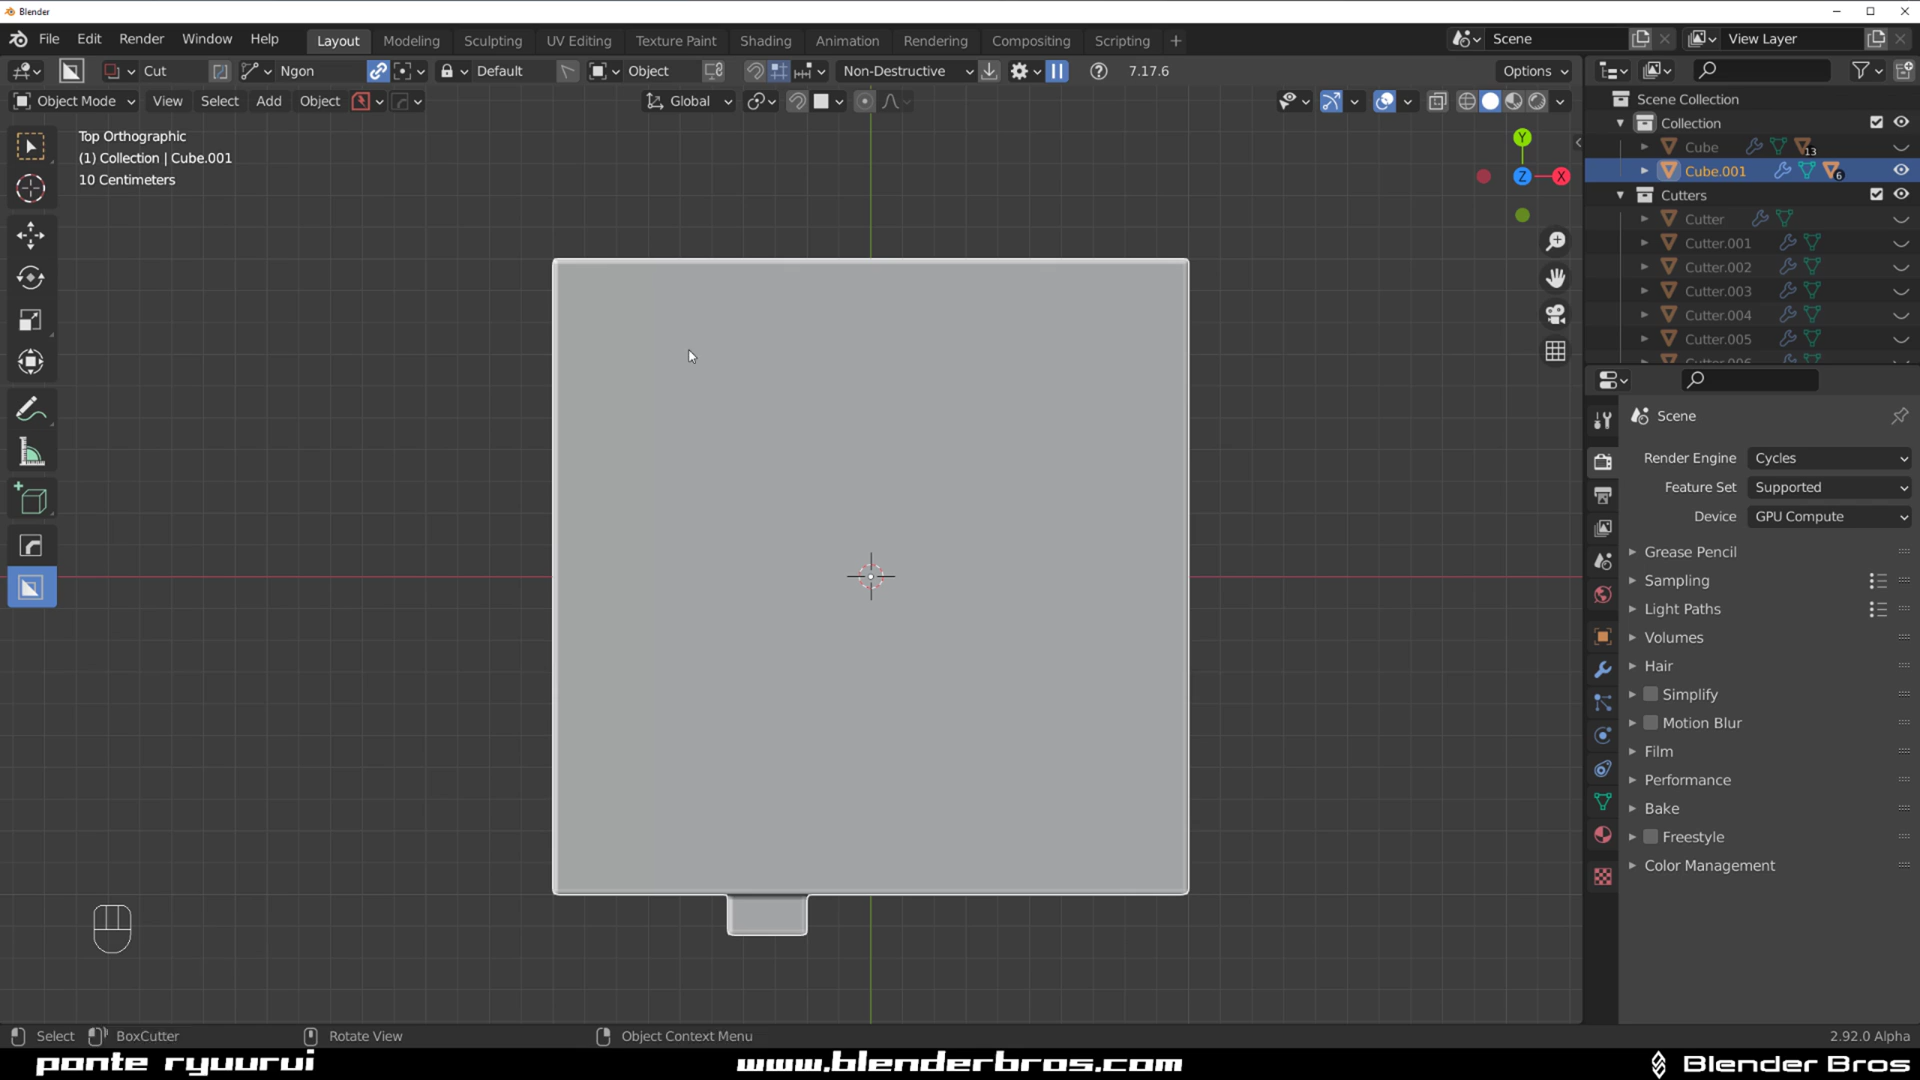 Blender
File Edit Render Window Help Layout Modeling Sculpting UV Editing Texture Paint Shading Animation Rendering Compositing Scripting + Scene View Layer
Cut Ngon Default Object Non-Destructive 7.17.6 Options
Object Mode View Select Add Object Global
Top Orthographic
(1) Collection | Cube.001
10 Centimeters
Y
Z
X
Scene Collection
Collection
Cube 13
Cube.001 6
Cutters
Cutter
Cutter.001
Cutter.002
Cutter.003
Cutter.004
Cutter.005
Cutter.006
Scene
Render Engine Cycles
Feature Set Supported
Device GPU Compute
Grease Pencil
Sampling
Light Paths
Volumes
Hair
Simplify
Motion Blur
Film
Performance
Bake
Freestyle
Color Management
Select BoxCutter Rotate View Object Context Menu 2.92.0 Alpha
ponte ryuurui www.blenderbros.com Blender Bros